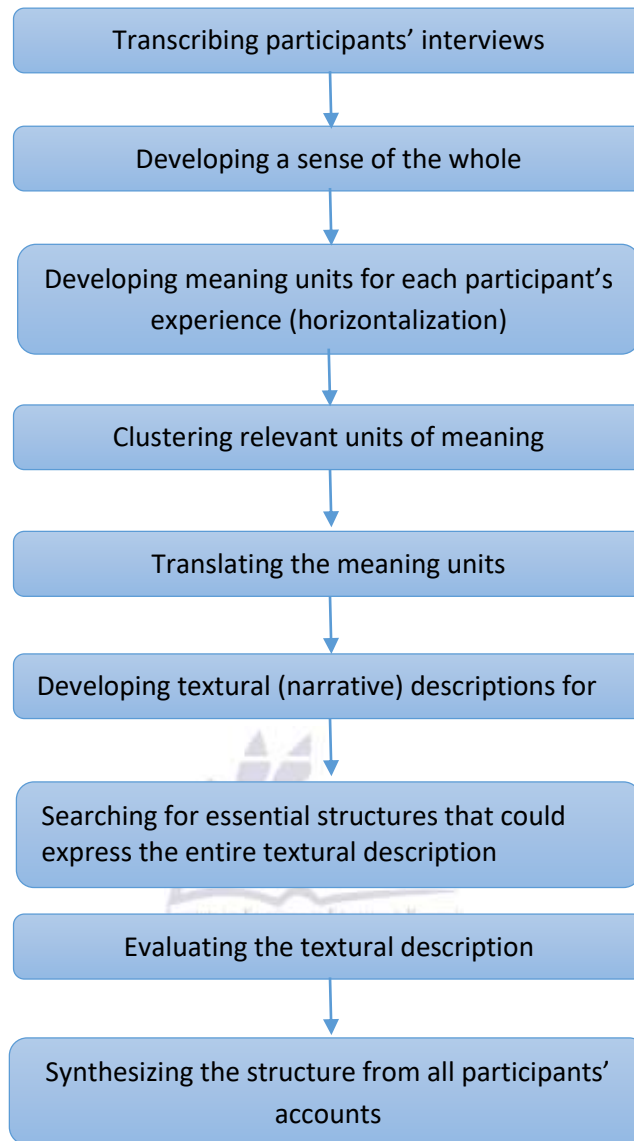 Transcribing participants’ interviews
Developing a sense of the whole
Developing meaning units for each participant’s
experience (horizontalization)
Clustering relevant units of meaning
Translating the meaning units
Developing textural (narrative) descriptions for
Searching for essential structures that could
express the entire textural description
Evaluating the textural description
Synthesizing the structure from all participants’
accounts